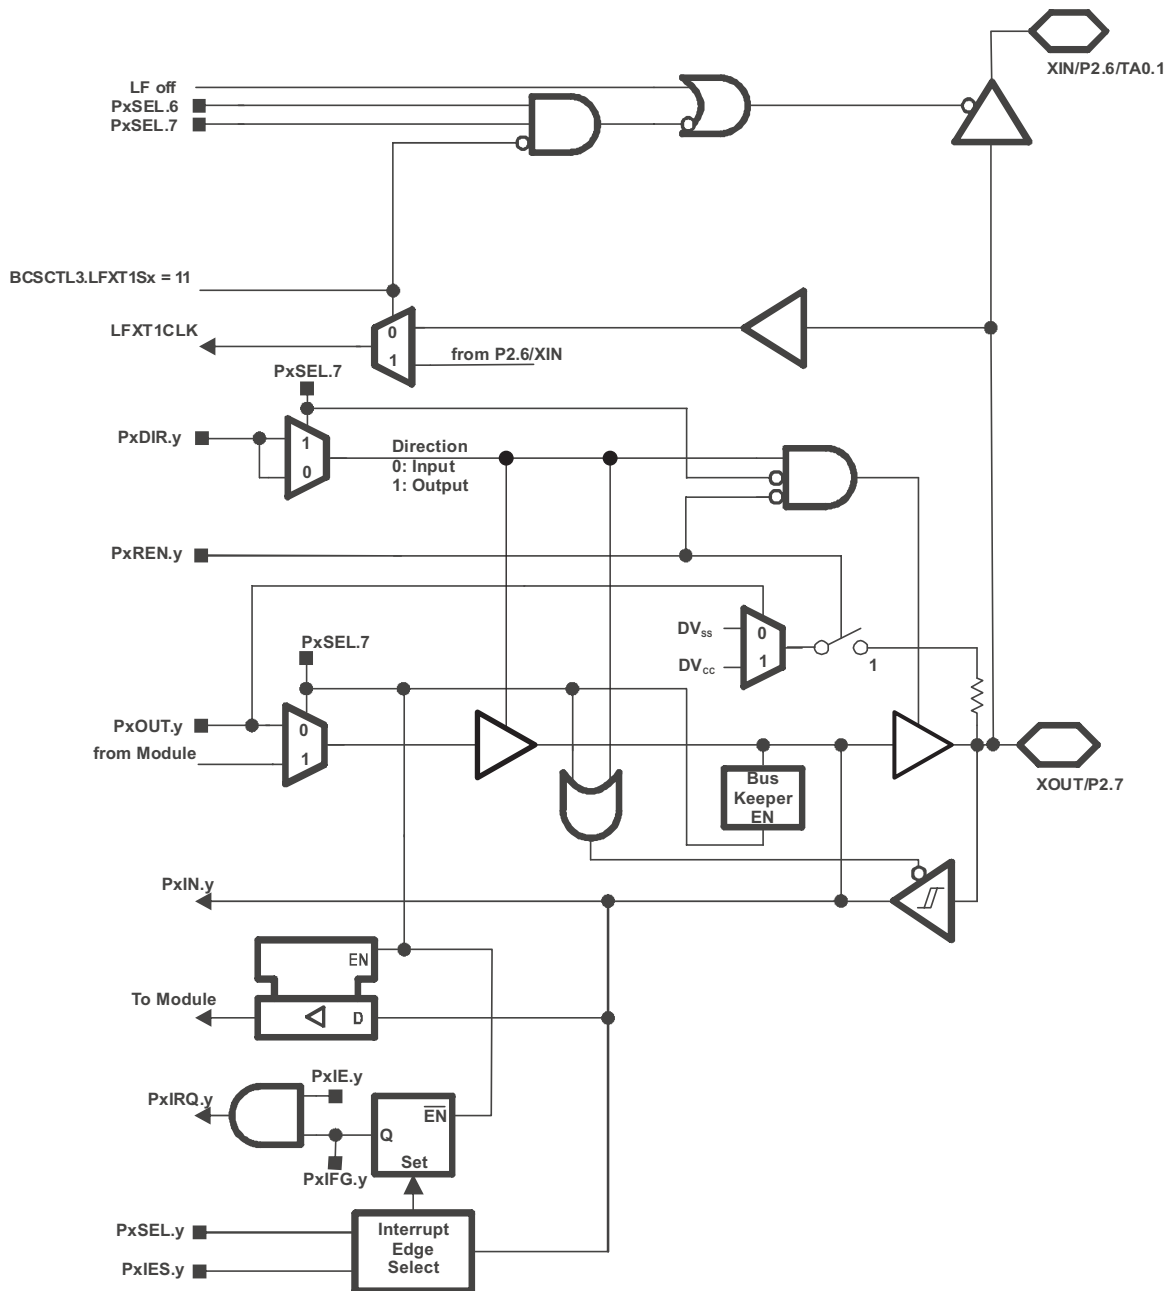 XIN/P2.6/TA0.1
LF off
PxSEL.6
PxSEL.7
BCSCTL3.LFXT1Sx = 11
LFXT1CLK
0
1
from P2.6/XIN
PxSEL.7
PxDIR.y
1
0
Direction
0: Input
1: Output
PxREN.y
DVSS
0
DVCC
1
1
PxSEL.7
PxOUT.y
0
from Module
1
Bus
Keeper
EN
XOUT/P2.7
PxIN.y
EN
To Module
D
PxIE.y
PxIRQ.y
EN
Q
Set
PxIFG.y
PxSEL.y
Interrupt
Edge
Select
PxIES.y